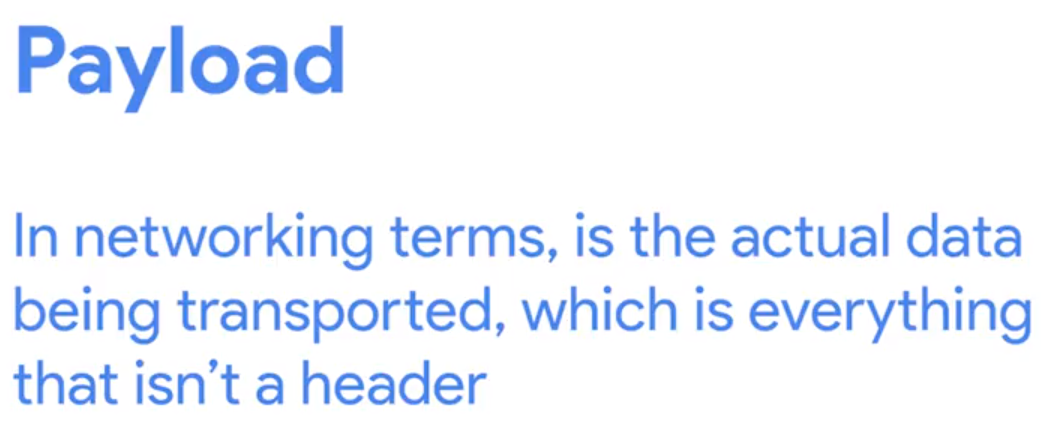 Payload
In networking terms, is the actual data
being transported, which is everything
that isn’t a header